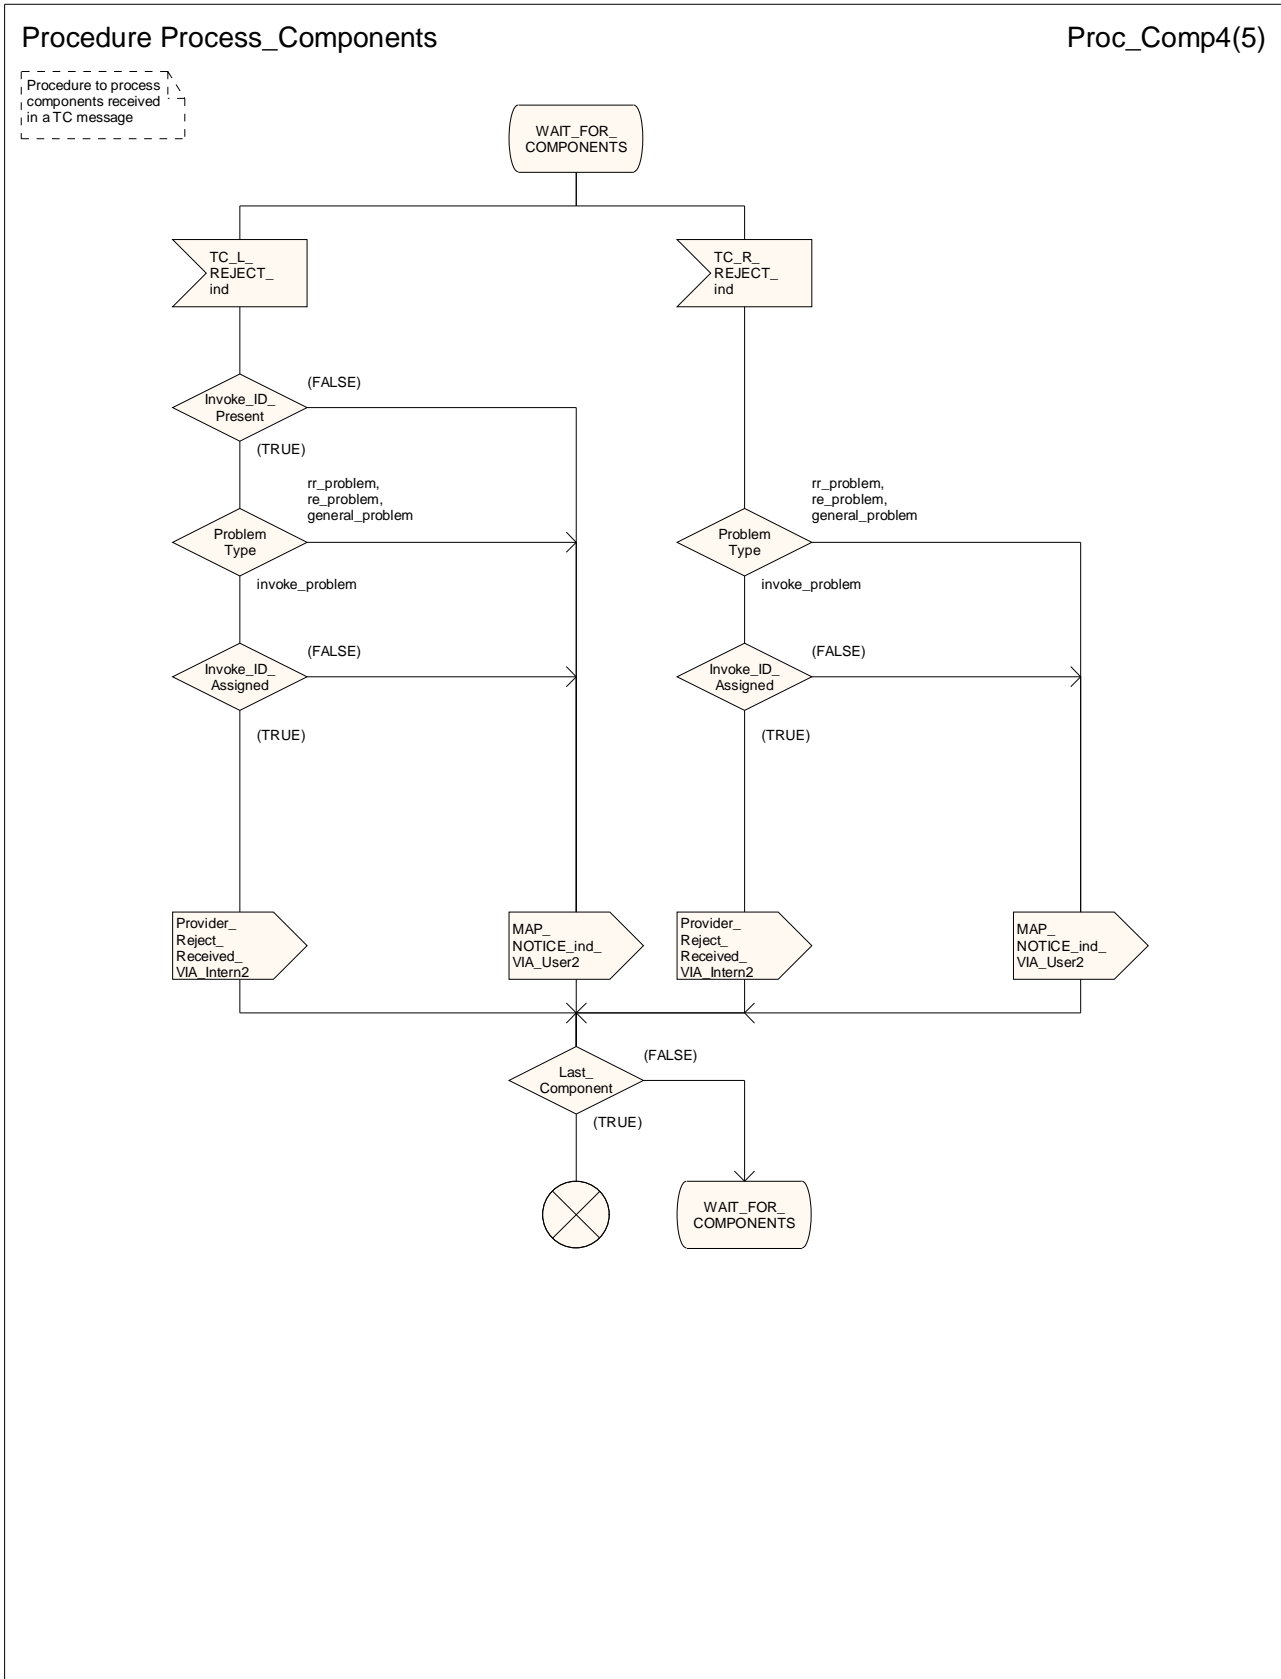 Procedure Process_Components
Proc_Comp4(5)
Procedure to process
components received
in a TC message
WAIT_FOR_
COMPONENTS
TC_L_
REJECT_
ind
TC_R_
REJECT_
ind
Invoke_ID_
Present
(FALSE)
(TRUE)
Problem
Type
rr_problem,
re_problem,
general_problem
invoke_problem
Problem
Type
rr_problem,
re_problem,
general_problem
invoke_problem
Invoke_ID_
Assigned
(FALSE)
(TRUE)
Invoke_ID_
Assigned
(FALSE)
(TRUE)
Provider_
Reject_
Received_
VIA_Intern2
MAP_
NOTICE_ind_
VIA_User2
Provider_
Reject_
Received_
VIA_Intern2
MAP_
NOTICE_ind_
VIA_User2
Last_
Component
(FALSE)
(TRUE)
WAIT_FOR_
COMPONENTS